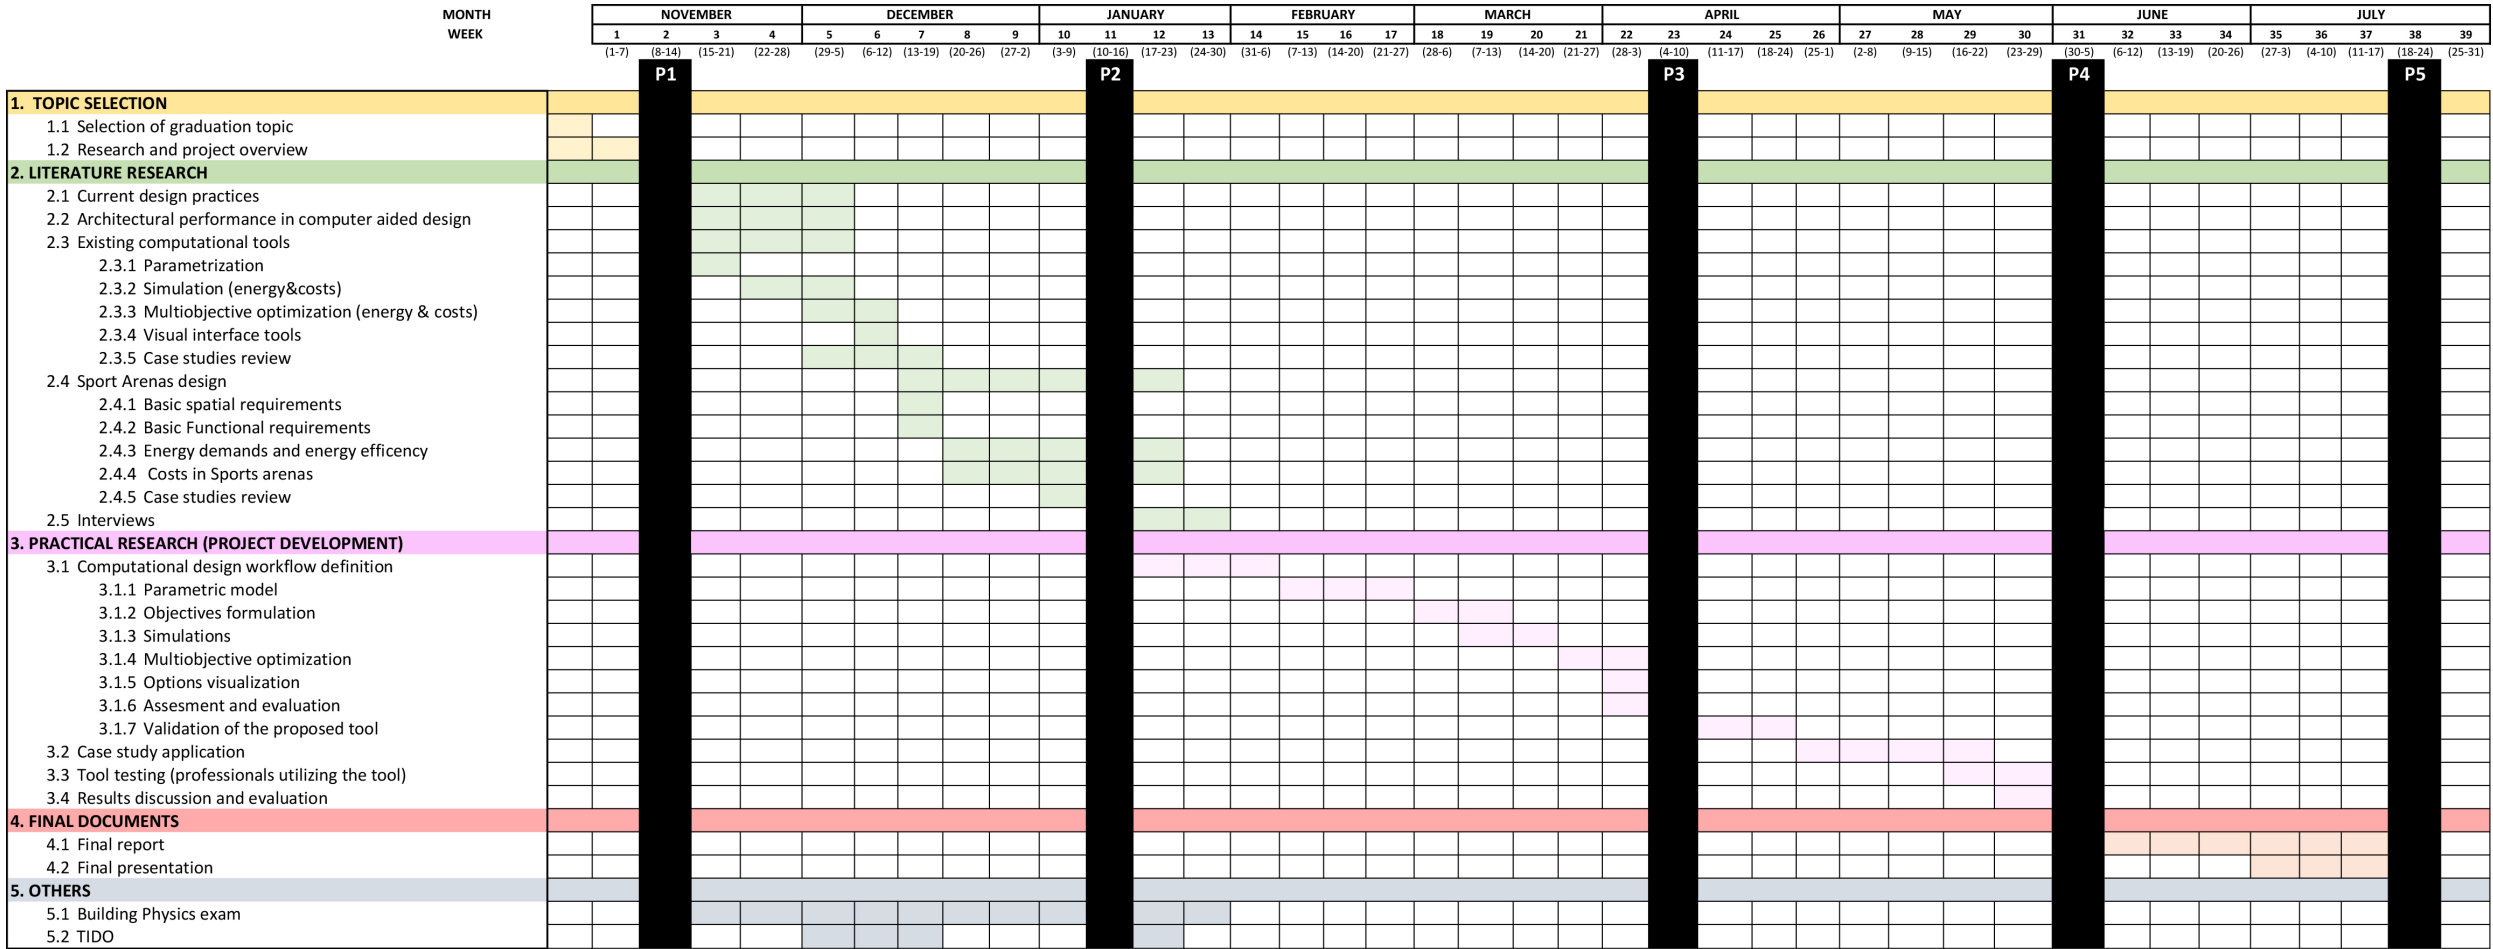 MONTH NOVEMBER DECEMBER JANUARY FEBRUARY MARCH APRIL MAY JUNE JULY
WEEK 1 2 3 4 5 6 7 8 9 10 11 12 13 14 15 16 17 18 19 20 21 22 23 24 25 26 27 28 29 30 31 32 33 34 35 36 37 38 39
(1-7) (8-14) (15-21) (22-28) (29-5) (6-12) (13-19) (20-26) (27-2) (3-9) (10-16) (17-23) (24-30) (31-6) (7-13) (14-20) (21-27) (28-6) (7-13) (14-20) (21-27) (28-3) (4-10) (11-17) (18-24) (25-1) (2-8) (9-15) (16-22) (23-29) (30-5) (6-12) (13-19) (20-26) (27-3) (4-10) (11-17) (18-24) (25-31)
P1 P2 P3 P4 P5
1. TOPIC SELECTION
1.1 Selection of graduation topic
1.2 Research and project overview
2. LITERATURE RESEARCH
2.1 Current design practices
2.2 Architectural performance in computer aided design
2.3 Existing computational tools
2.3.1 Parametrization
2.3.2 Simulation (energy&costs)
2.3.3 Multiobjective optimization (energy & costs)
2.3.4 Visual interface tools
2.3.5 Case studies review
2.4 Sport Arenas design
2.4.1 Basic spatial requirements
2.4.2 Basic Functional requirements
2.4.3 Energy demands and energy efficency
2.4.4 Costs in Sports arenas
2.4.5 Case studies review
2.5 Interviews
3. PRACTICAL RESEARCH (PROJECT DEVELOPMENT)
3.1 Computational design workflow definition
3.1.1 Parametric model
3.1.2 Objectives formulation
3.1.3 Simulations
3.1.4 Multiobjective optimization
3.1.5 Options visualization
3.1.6 Assesment and evaluation
3.1.7 Validation of the proposed tool
3.2 Case study application
3.3 Tool testing (professionals utilizing the tool)
3.4 Results discussion and evaluation
4. FINAL DOCUMENTS
4.1 Final report
4.2 Final presentation
5. OTHERS
5.1 Building Physics exam
5.2 TIDO